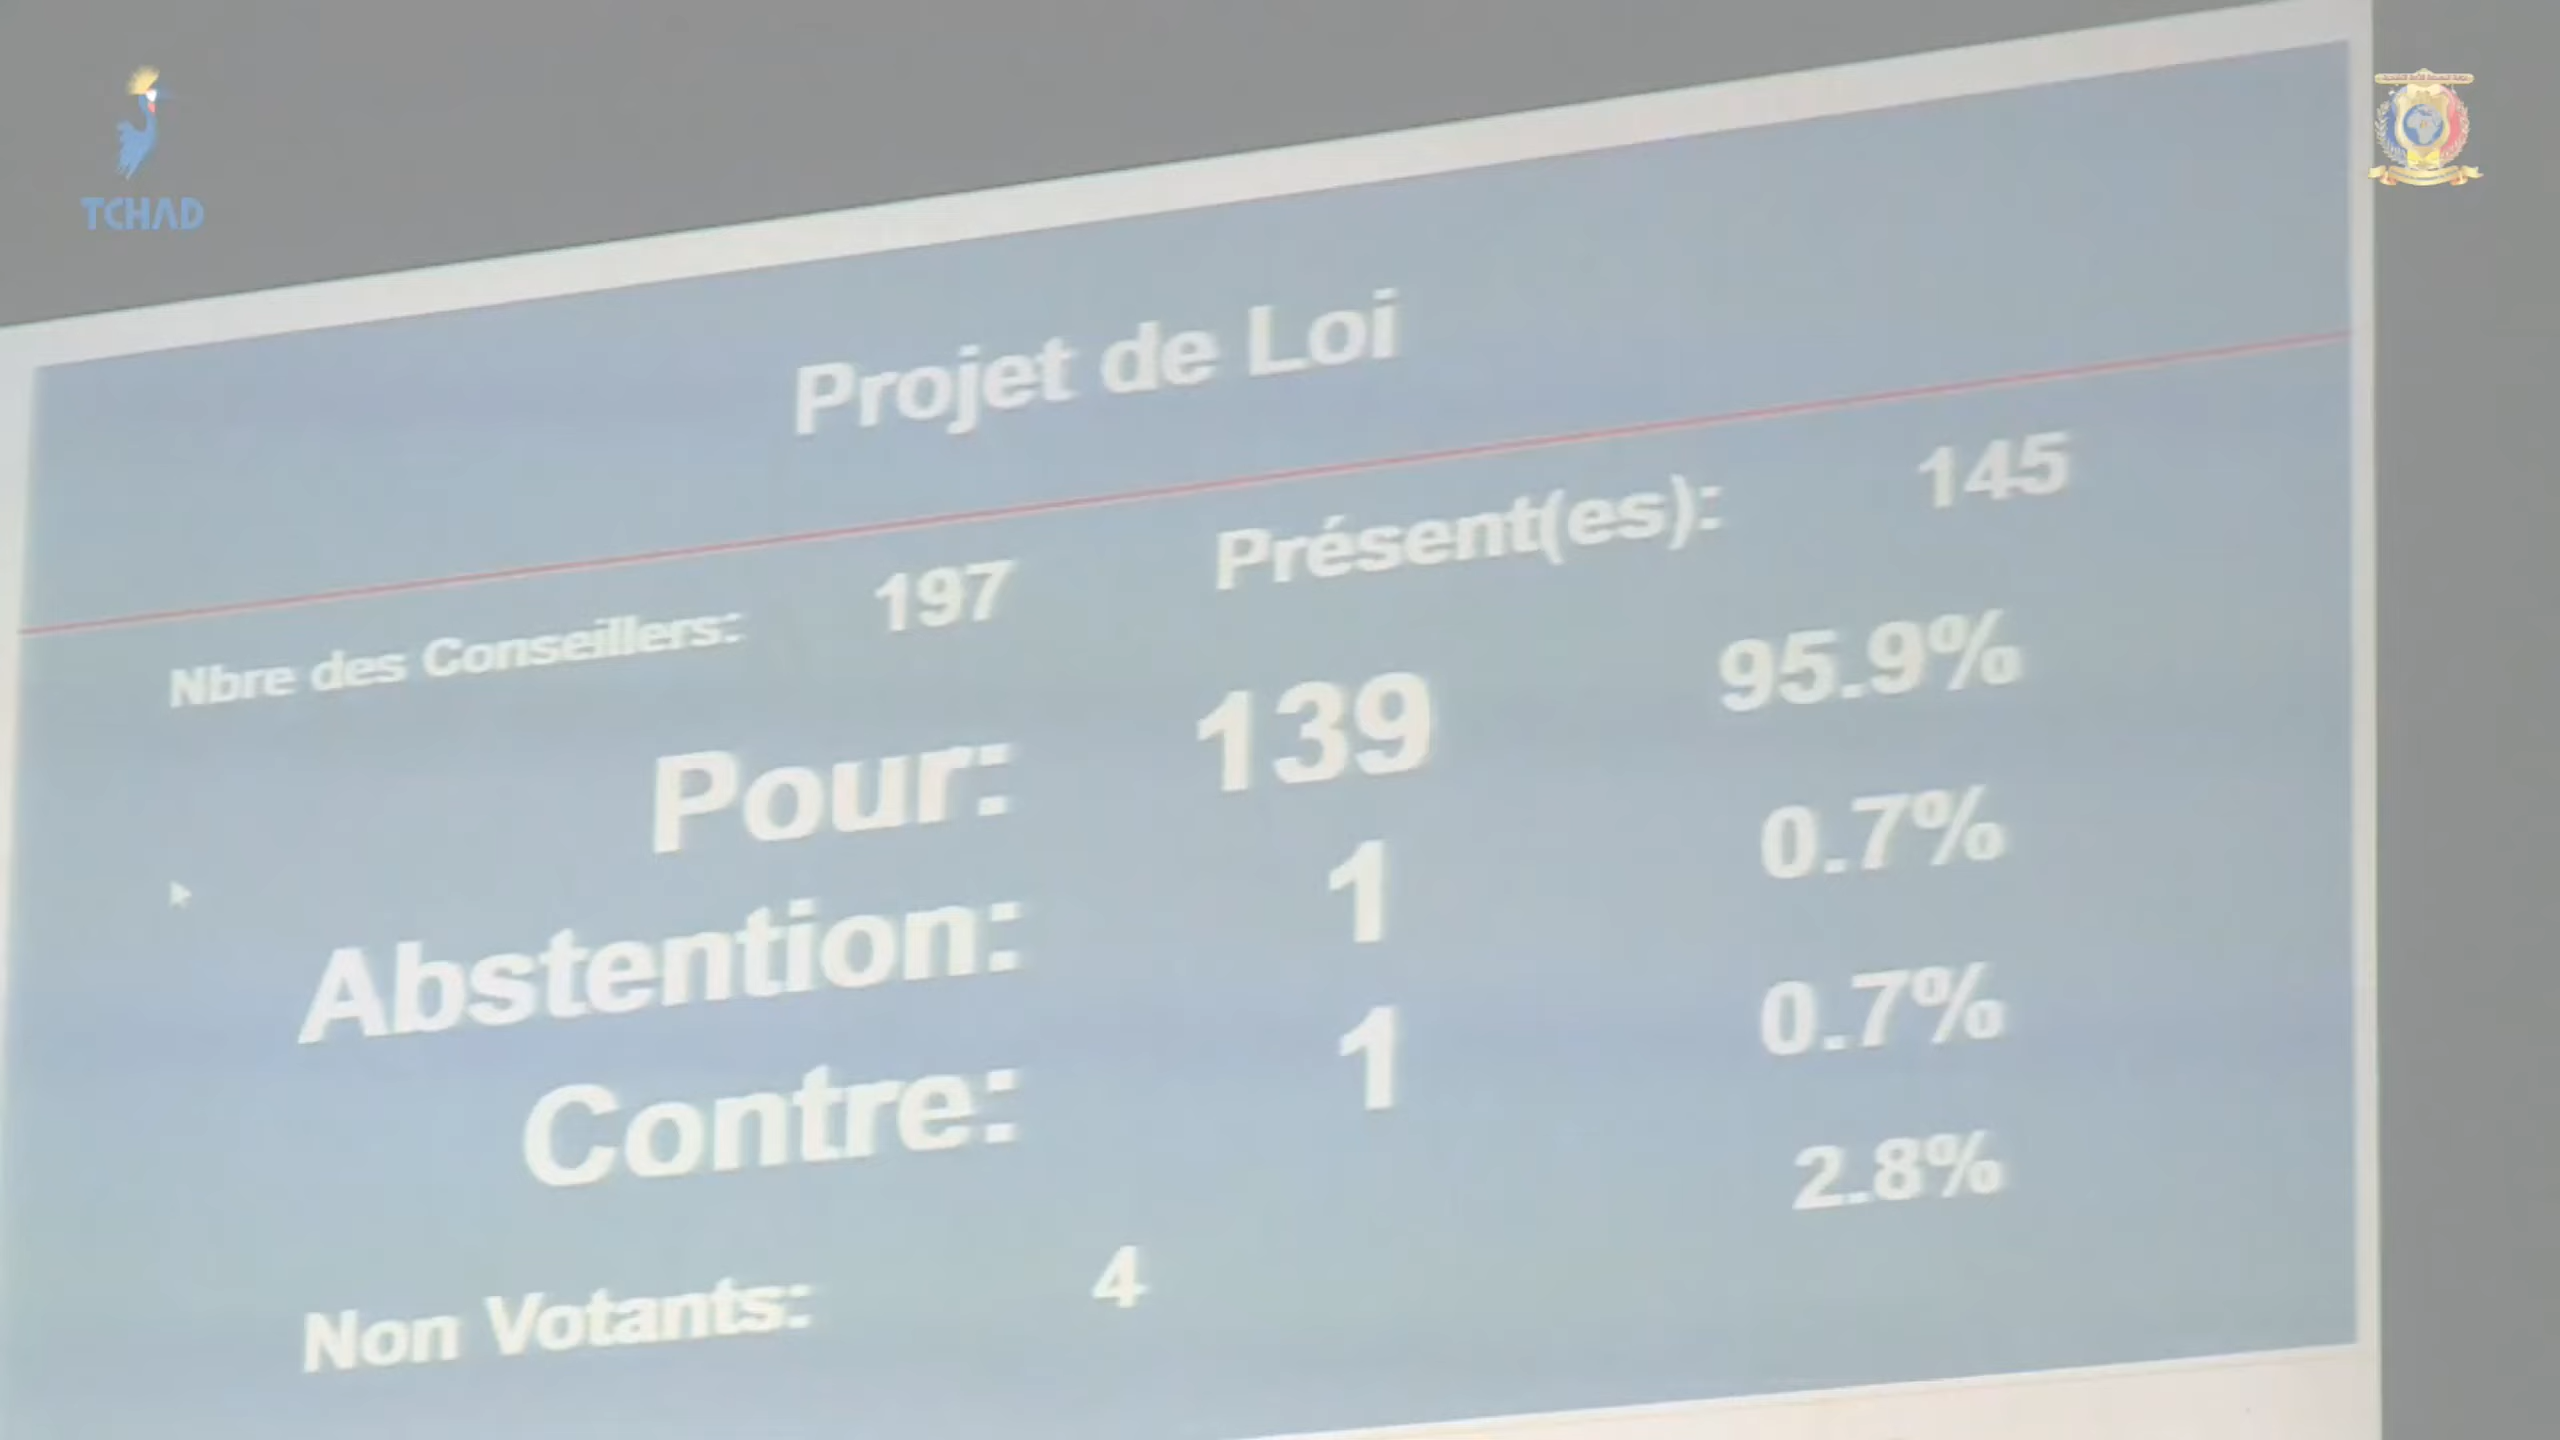 TCHAD
Projet de Loi
Nbre des Conseillers: 197 Présent(es): 145
Pour: 139 95.9%
Abstention: 1 0.7%
Contre: 1 0.7%
Non Votants: 4 2.8%